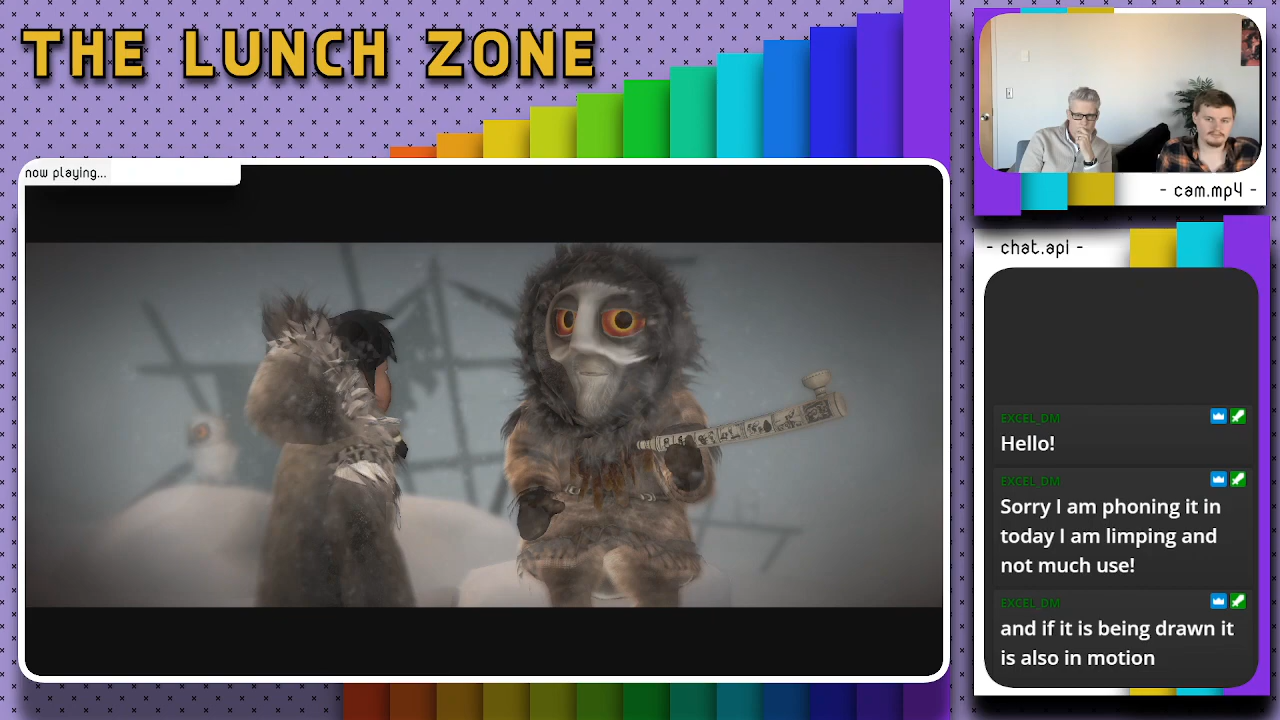 THE LUNCH ZONE
now playing...
- cam.mp4 -
- chat.api -
EXCEL_DM
Hello!
EXCEL_DM
Sorry I am phoning it in
today I am limping and
not much use!
EXCEL_DM
and if it is being drawn it
is also in motion